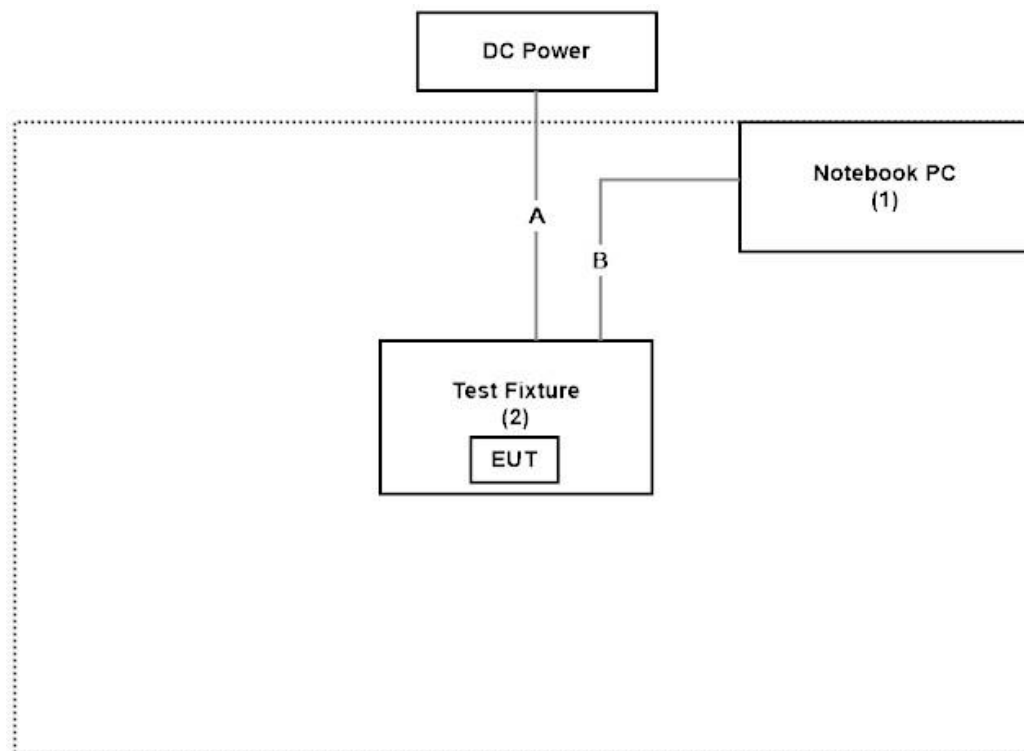 DC Power
Notebook PC
(1)
A
B
Test Fixture
(2)
EUT